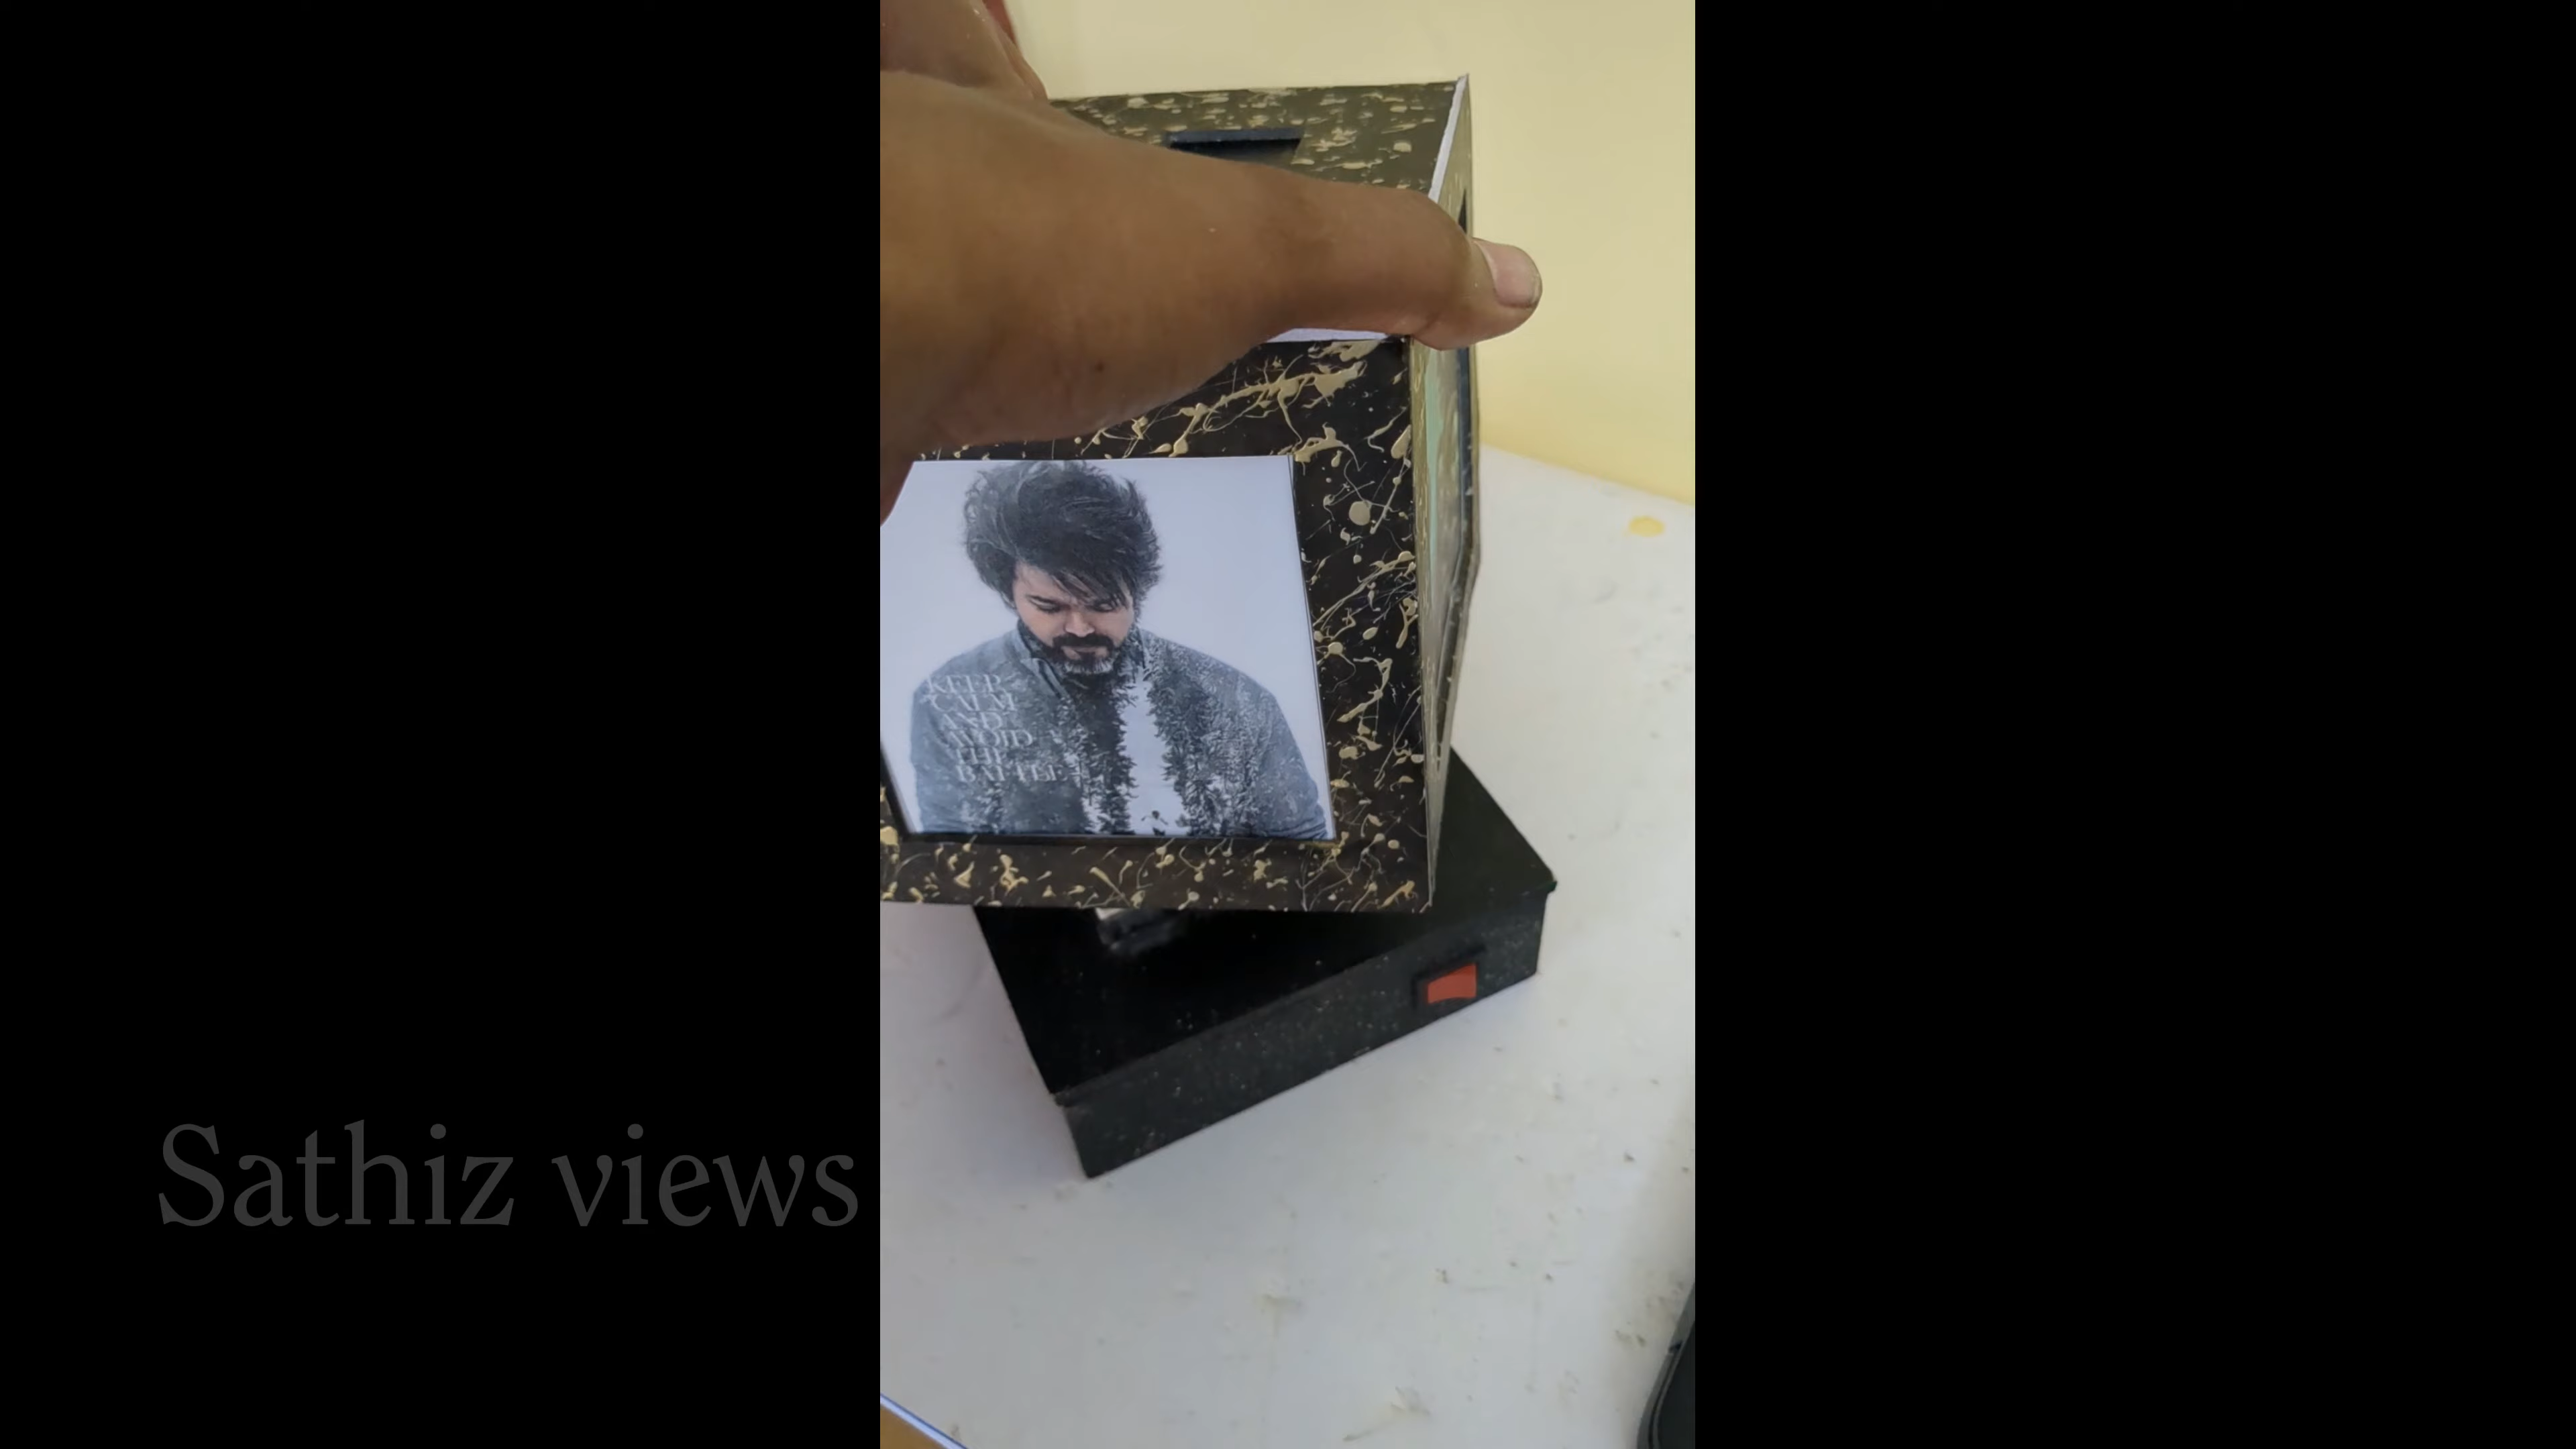 KEEP
CALM
AND
AVOID
THE
BATTLE
Sathiz views